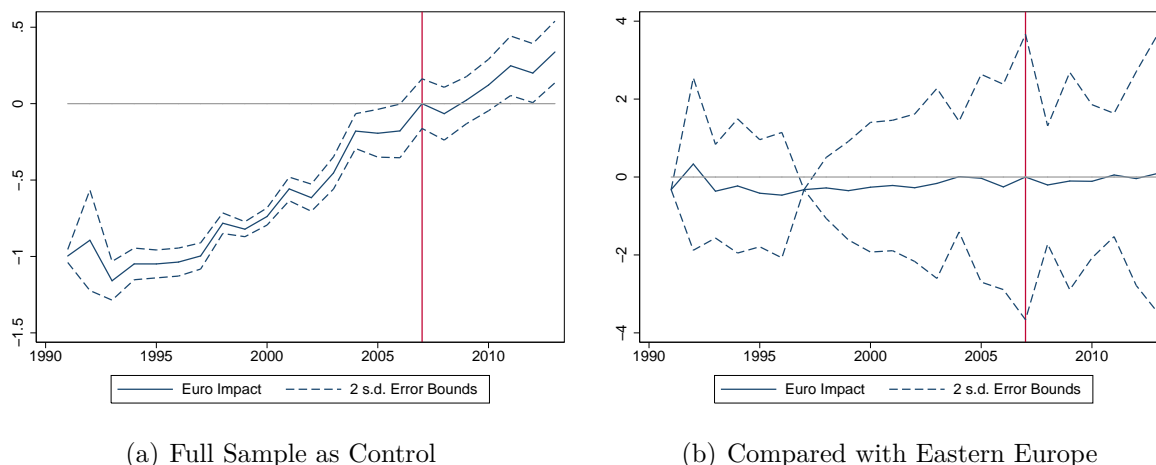 .5
0
-.5
-1
-1.5
1990 1995 2000 2005 2010
Euro Impact 2 s.d. Error Bounds
(a) Full Sample as Control
4
2
0
-2
-4
1990 1995 2000 2005 2010
Euro Impact 2 s.d. Error Bounds
(b) Compared with Eastern Europe